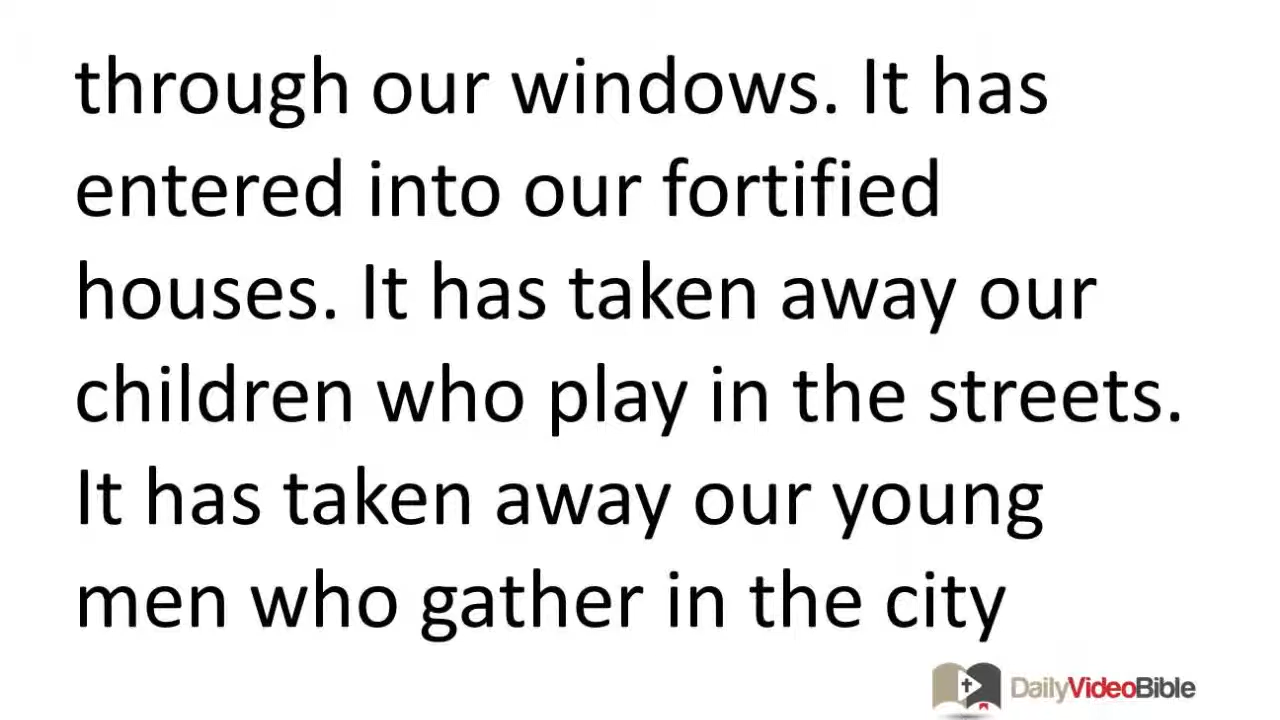 through our windows. It has
entered into our fortified
houses. It has taken away our
children who play in the streets.
It has taken away our young
men who gather in the city
DailyVideoBible